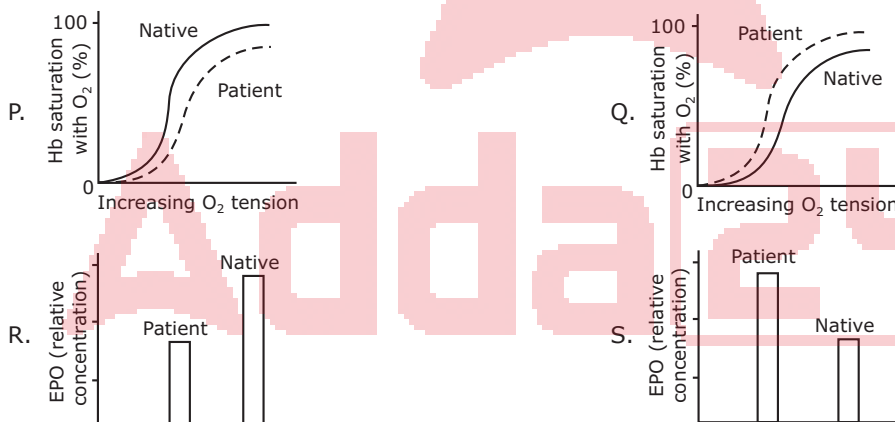 P.
Hb saturation
with O₂ (%)
100
0
Native
Patient
Increasing O₂ tension
Q.
Hb saturation
with O₂ (%)
100
0
Patient
Native
Increasing O₂ tension
R.
EPO (relative
concentration)
Patient
Native
S.
EPO (relative
concentration)
Patient
Native
Adda